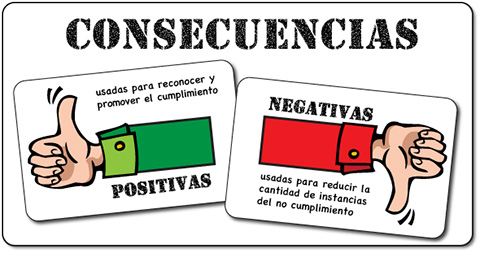 CONSECUENCIAS
usadas para reconocer y
promover el cumplimiento
POSITIVAS
NEGATIVAS
usadas para reducir la
cantidad de instancias
del no cumplimiento